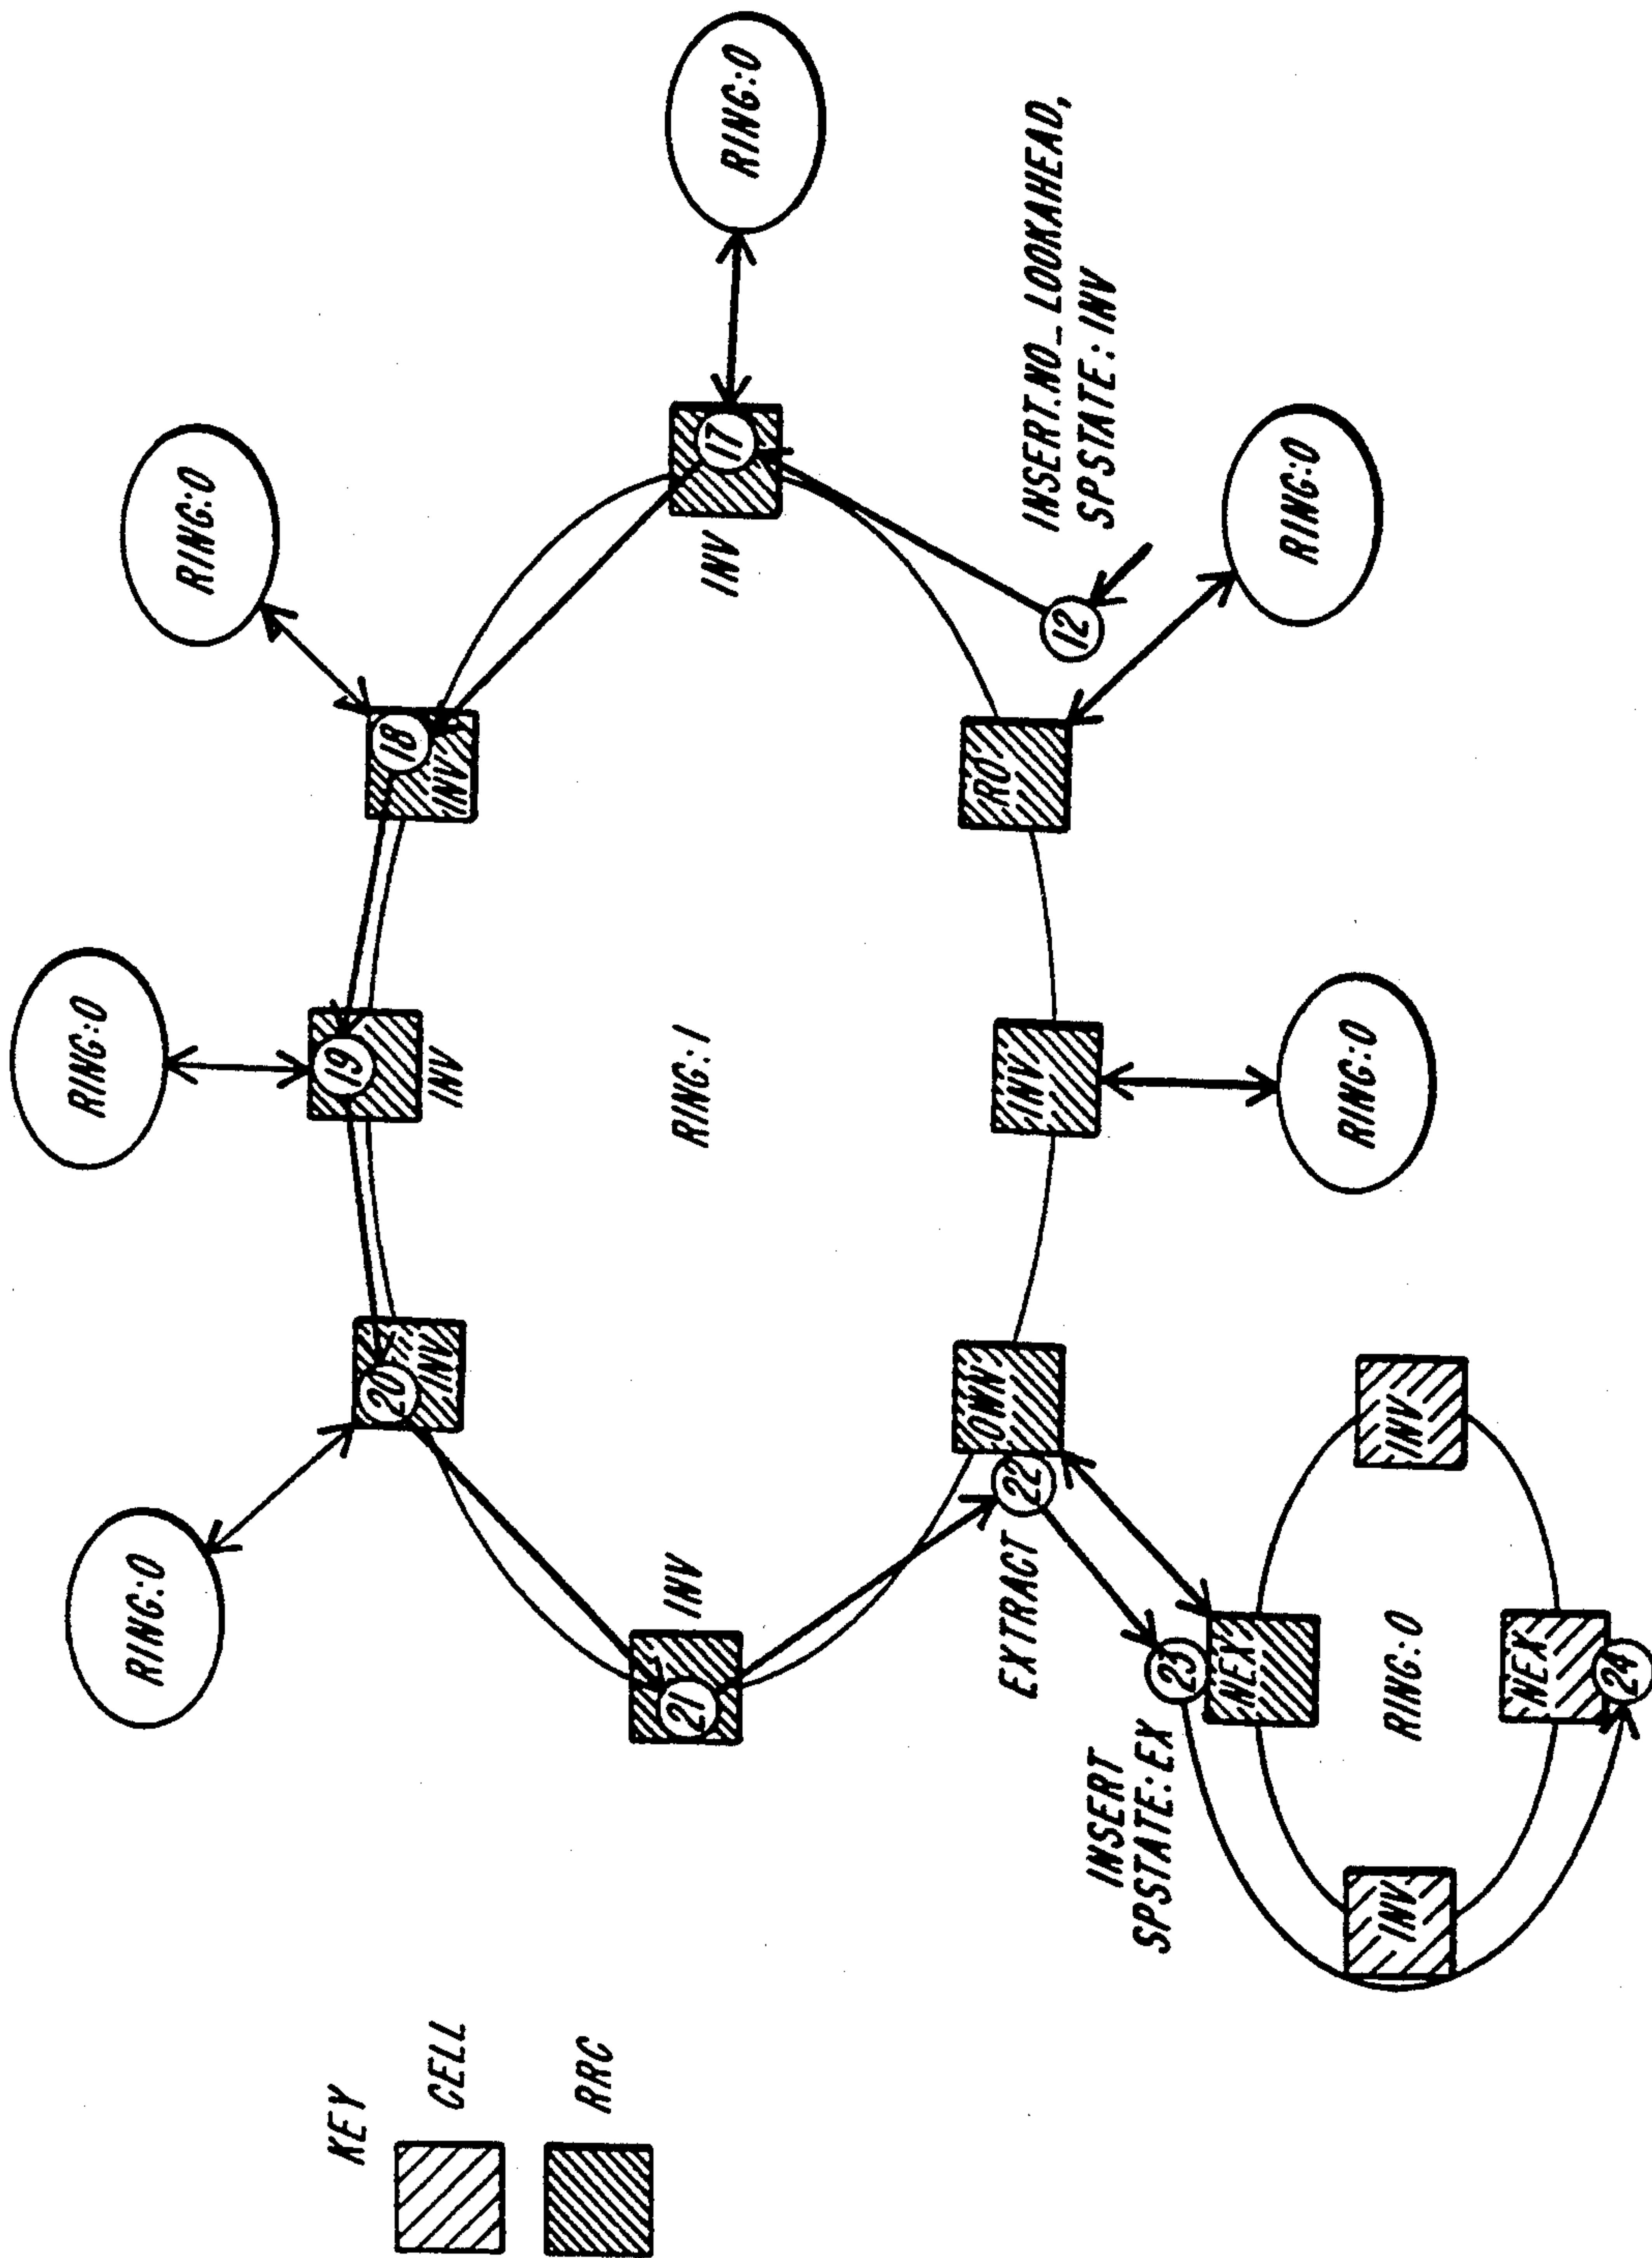 RING:0
RING:0
RING:0
KEY
CELL
RRC
20
INV
19
INV
18
INV
21
INV
RING:1
17
INV
RING:0
OWN
INV
RO
22
EXTRACT
12
INSERT.NO_LOOKAHEAD,
SPSTATE:INV
INSERT
SPSTATE:EX
23
NEX
INV
RING:0
INV
NEX
24
RING:0
RING:0